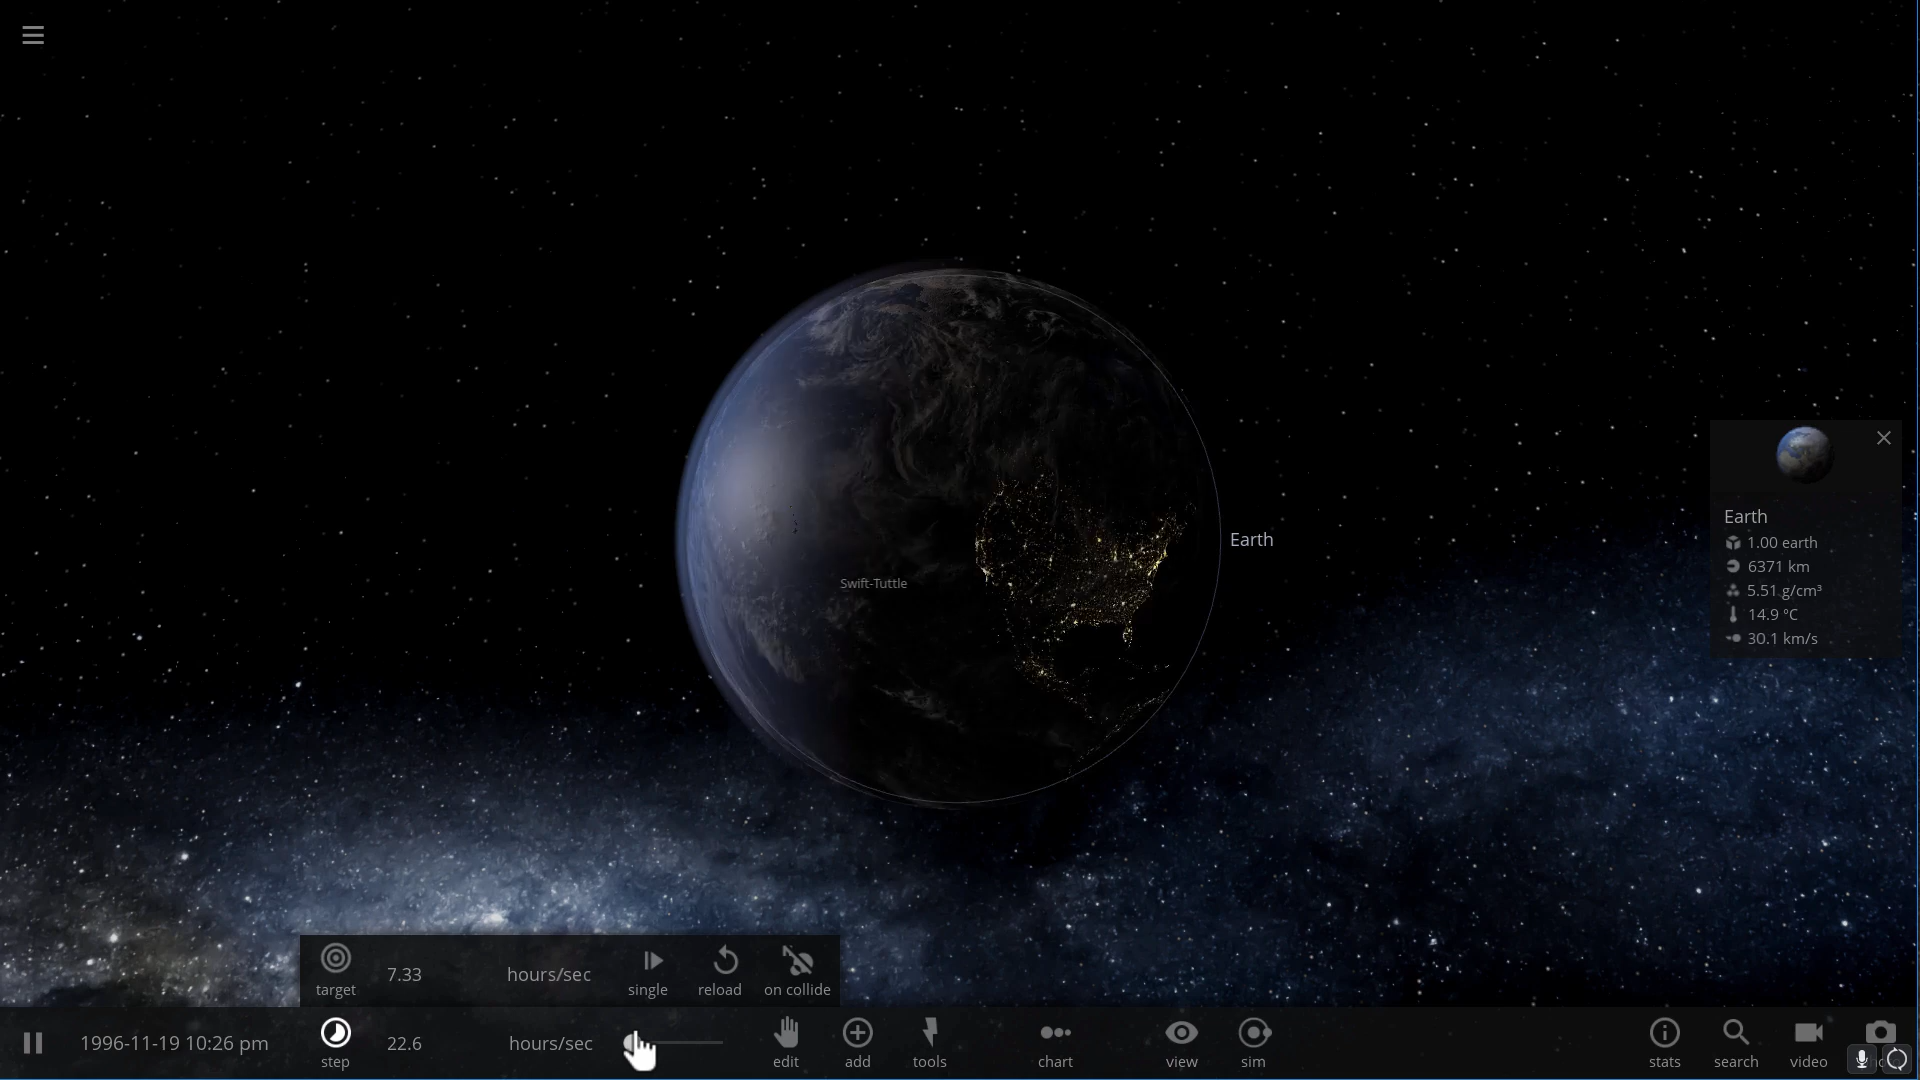 Earth
Swift-Tuttle
Earth
1.00 earth
6371 km
5.51 g/cm³
14.9 °C
30.1 km/s
target 7.33 hours/sec single reload on collide
1996-11-19 10:26 pm step 22.6 hours/sec edit add tools chart view sim stats search video